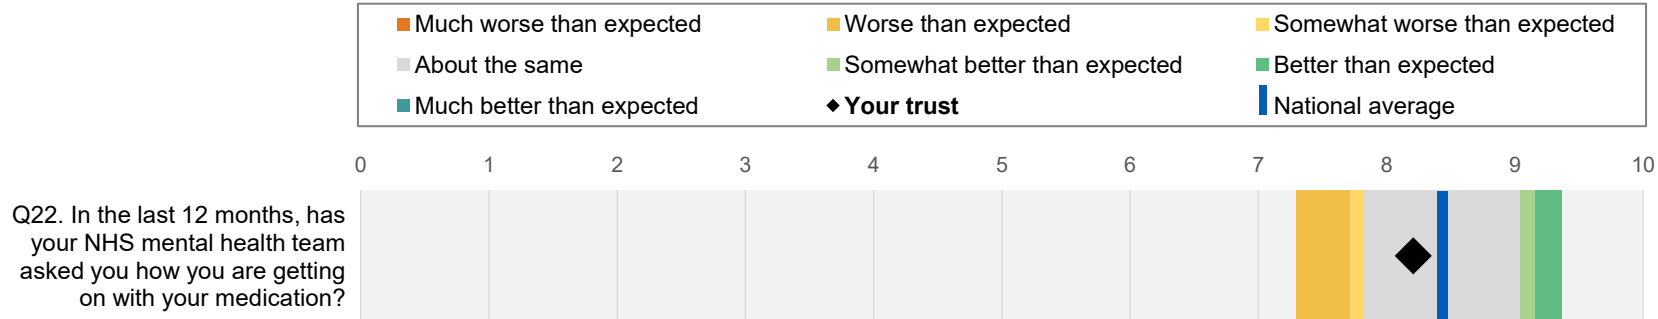 Much worse than expected Worse than expected Somewhat worse than expected
About the same Somewhat better than expected Better than expected
Much better than expected Your trust National average
0 1 2 3 4 5 6 7 8 9 10
Q22. In the last 12 months, has
your NHS mental health team
asked you how you are getting
on with your medication?